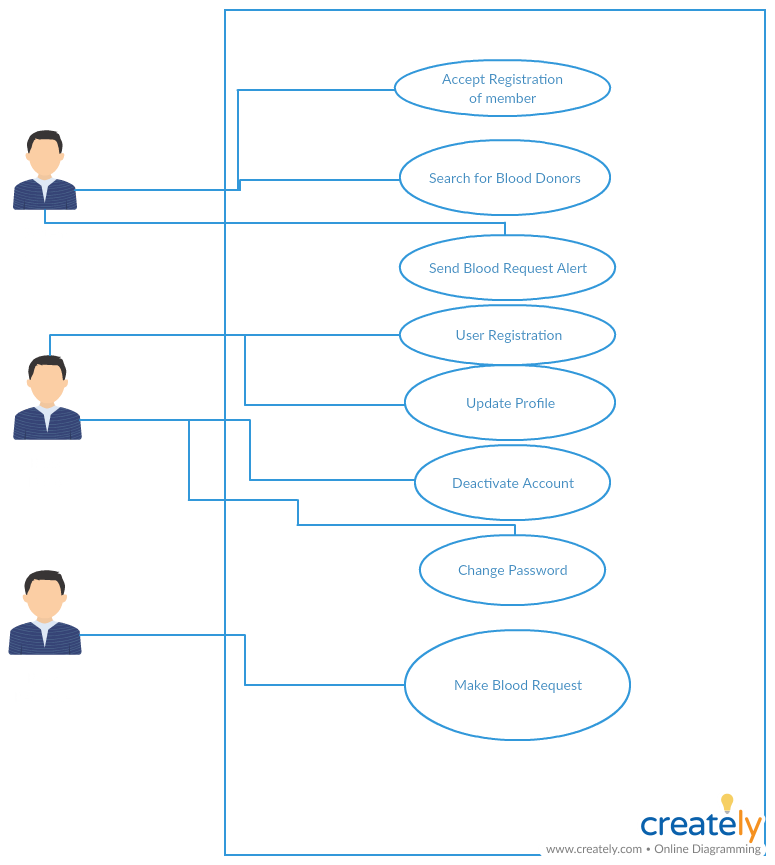 Accept Registration
of member
Search for Blood Donors
Send Blood Request Alert
User Registration
Update Profile
Deactivate Account
Change Password
Make Blood Request
creately
www.creately.com • Online Diagramming